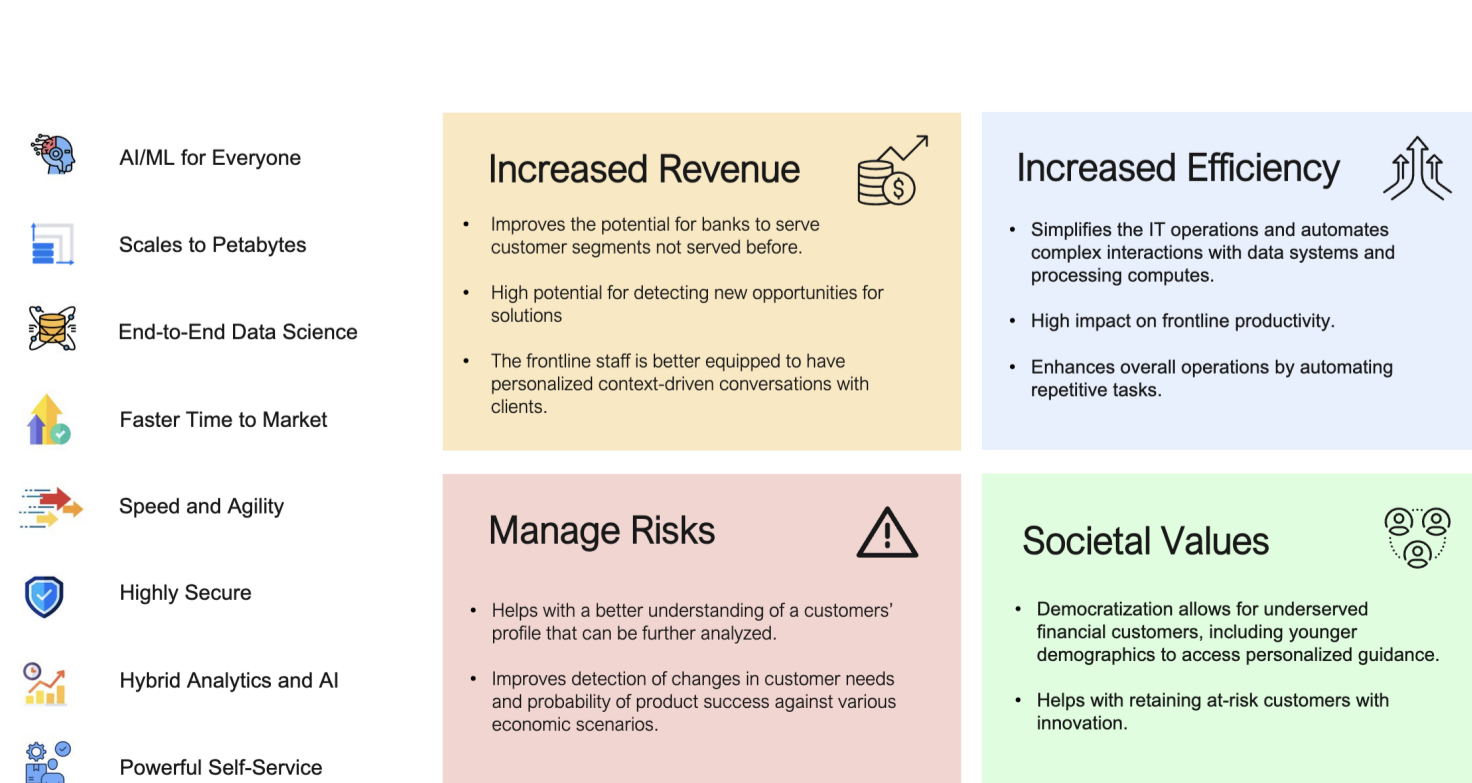 AI/ML for Everyone
Scales to Petabytes
End-to-End Data Science
Faster Time to Market
Speed and Agility
Highly Secure
Hybrid Analytics and AI
Powerful Self-Service
Increased Revenue
$
• Improves the potential for banks to serve
customer segments not served before.
• High potential for detecting new opportunities for
solutions
• The frontline staff is better equipped to have
personalized context-driven conversations with
clients.
Increased Efficiency
• Simplifies the IT operations and automates
complex interactions with data systems and
processing computes.
• High impact on frontline productivity.
• Enhances overall operations by automating
repetitive tasks.
Manage Risks
• Helps with a better understanding of a customers’
profile that can be further analyzed.
• Improves detection of changes in customer needs
and probability of product success against various
economic scenarios.
Societal Values
• Democratization allows for underserved
financial customers, including younger
demographics to access personalized guidance.
• Helps with retaining at-risk customers with
innovation.